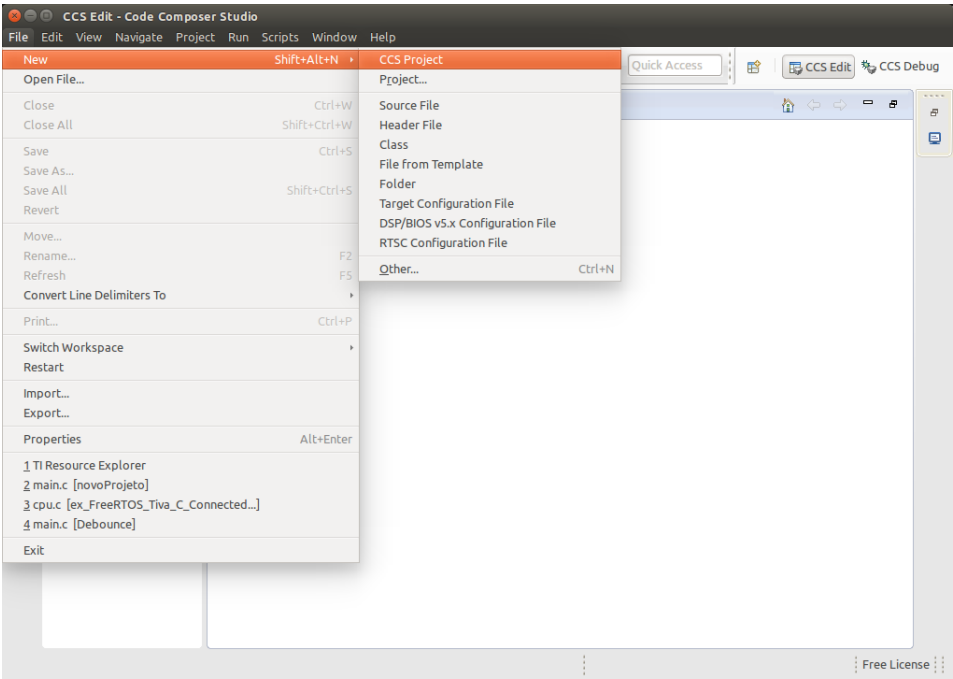 CCS Edit - Code Composer Studio
File Edit View Navigate Project Run Scripts Window Help
New Shift+Alt+N
Open File...
Close Ctrl+W
Close All Shift+Ctrl+W
Save Ctrl+S
Save As...
Save All Shift+Ctrl+S
Revert
Move...
Rename... F2
Refresh F5
Convert Line Delimiters To
Print... Ctrl+P
Switch Workspace
Restart
Import...
Export...
Properties Alt+Enter
1 TI Resource Explorer
2 main.c [novoProjeto]
3 cpu.c [ex_FreeRTOS_Tiva_C_Connected...]
4 main.c [Debounce]
Exit
CCS Project
Project...
Source File
Header File
Class
File from Template
Folder
Target Configuration File
DSP/BIOS v5.x Configuration File
RTSC Configuration File
Other... Ctrl+N
Quick Access
CCS Edit CCS Debug
Free License